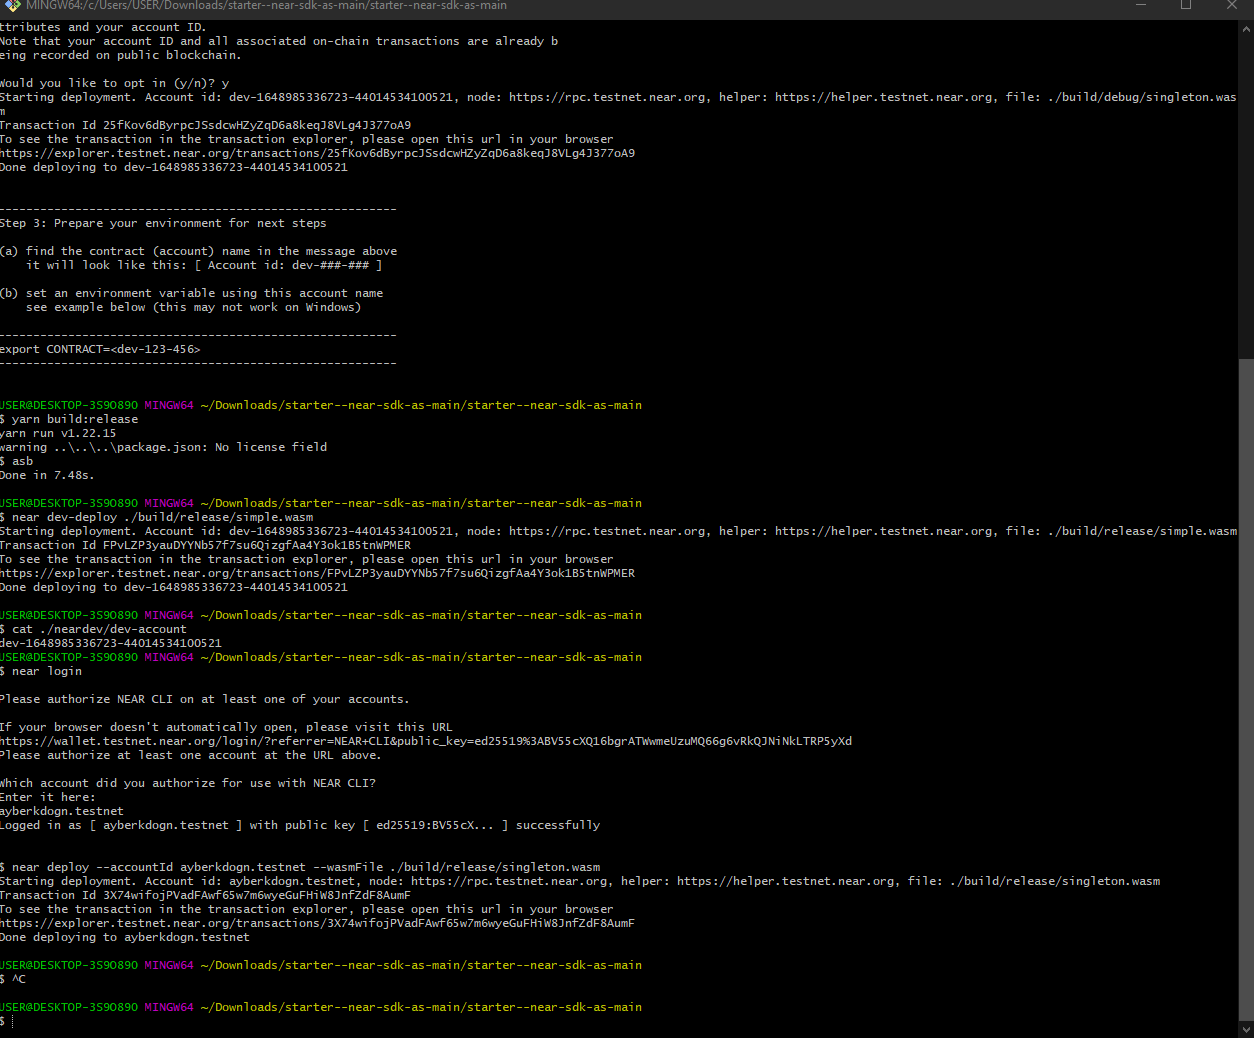 MINGW64:/c/Users/USER/Downloads/starter--near-sdk-as-main/starter--near-sdk-as-main
ttributes and your account ID.
Note that your account ID and all associated on-chain transactions are already b
eing recorded on public blockchain.
Would you like to opt in (y/n)? y
Starting deployment. Account id: dev-1648985336723-44014534100521, node: https://rpc.testnet.near.org, helper: https://helper.testnet.near.org, file: ./build/debug/singleton.was
m
Transaction Id 25fKov6dByrpcJSsdcwHZyZqD6a8keqJ8VLg4J377oA9
To see the transaction in the transaction explorer, please open this url in your browser
https://explorer.testnet.near.org/transactions/25fKov6dByrpcJSsdcwHZyZqD6a8keqJ8VLg4J377oA9
Done deploying to dev-1648985336723-44014534100521
---------------------------------------------------------
Step 3: Prepare your environment for next steps
(a) find the contract (account) name in the message above
it will look like this: [ Account id: dev-###-### ]
(b) set an environment variable using this account name
see example below (this may not work on Windows)
---------------------------------------------------------
export CONTRACT=<dev-123-456>
---------------------------------------------------------
USER@DESKTOP-3S9O890 MINGW64 ~/Downloads/starter--near-sdk-as-main/starter--near-sdk-as-main
$ yarn build:release
yarn run v1.22.15
warning ..\..\..\package.json: No license field
$ asb
Done in 7.48s.
USER@DESKTOP-3S9O890 MINGW64 ~/Downloads/starter--near-sdk-as-main/starter--near-sdk-as-main
$ near dev-deploy ./build/release/simple.wasm
Starting deployment. Account id: dev-1648985336723-44014534100521, node: https://rpc.testnet.near.org, helper: https://helper.testnet.near.org, file: ./build/release/simple.wasm
Transaction Id FPvLZP3yauDYYNb57f7su6QizgfAa4Y3ok1B5tnWPMER
To see the transaction in the transaction explorer, please open this url in your browser
https://explorer.testnet.near.org/transactions/FPvLZP3yauDYYNb57f7su6QizgfAa4Y3ok1B5tnWPMER
Done deploying to dev-1648985336723-44014534100521
USER@DESKTOP-3S9O890 MINGW64 ~/Downloads/starter--near-sdk-as-main/starter--near-sdk-as-main
$ cat ./neardev/dev-account
dev-1648985336723-44014534100521
USER@DESKTOP-3S9O890 MINGW64 ~/Downloads/starter--near-sdk-as-main/starter--near-sdk-as-main
$ near login
Please authorize NEAR CLI on at least one of your accounts.
If your browser doesn't automatically open, please visit this URL
https://wallet.testnet.near.org/login/?referrer=NEAR+CLI&public_key=ed25519%3ABV55cXQ16bgrATWwmeUzuMQ66g6vRkQJNiNkLTRP5yXd
Please authorize at least one account at the URL above.
Which account did you authorize for use with NEAR CLI?
Enter it here:
ayberkdogn.testnet
Logged in as [ ayberkdogn.testnet ] with public key [ ed25519:BV55cX... ] successfully
$ near deploy --accountId ayberkdogn.testnet --wasmFile ./build/release/singleton.wasm
Starting deployment. Account id: ayberkdogn.testnet, node: https://rpc.testnet.near.org, helper: https://helper.testnet.near.org, file: ./build/release/singleton.wasm
Transaction Id 3X74wifojPVadFAwf65w7m6wyeGuFHiW8JnfZdF8AumF
To see the transaction in the transaction explorer, please open this url in your browser
https://explorer.testnet.near.org/transactions/3X74wifojPVadFAwf65w7m6wyeGuFHiW8JnfZdF8AumF
Done deploying to ayberkdogn.testnet
USER@DESKTOP-3S9O890 MINGW64 ~/Downloads/starter--near-sdk-as-main/starter--near-sdk-as-main
$ ^C
USER@DESKTOP-3S9O890 MINGW64 ~/Downloads/starter--near-sdk-as-main/starter--near-sdk-as-main
$